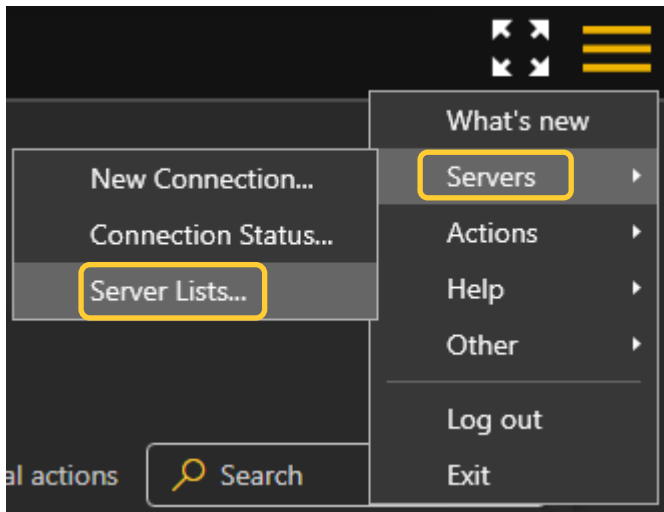 What's new
New Connection...
Servers
Connection Status...
Actions
Server Lists...
Help
Other
Log out
al actions
Search
Exit